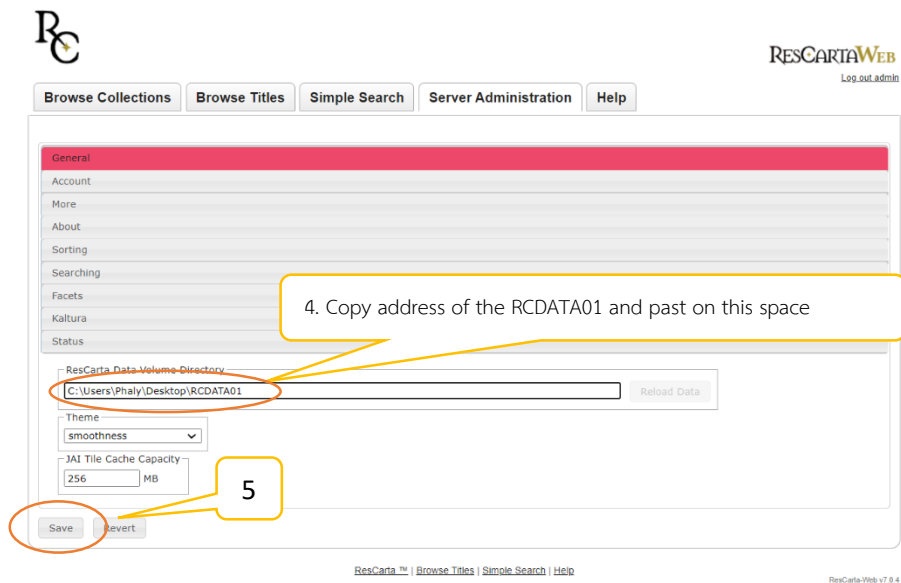 RC
RESCARTAWEB
Log out admin
Browse Collections
Browse Titles
Simple Search
Server Administration
Help
General
Account
More
About
Sorting
Searching
Facets
Kaltura
Status
4. Copy address of the RCDATA01 and past on this space
ResCarta Data Volume Directory
C:\Users\Phaly\Desktop\RCDATA01
Reload Data
Theme
smoothness
JAI Tile Cache Capacity
256 MB
5
Save
Revert
ResCarta ™ | Browse Titles | Simple Search | Help
ResCarta-Web v7.0.4